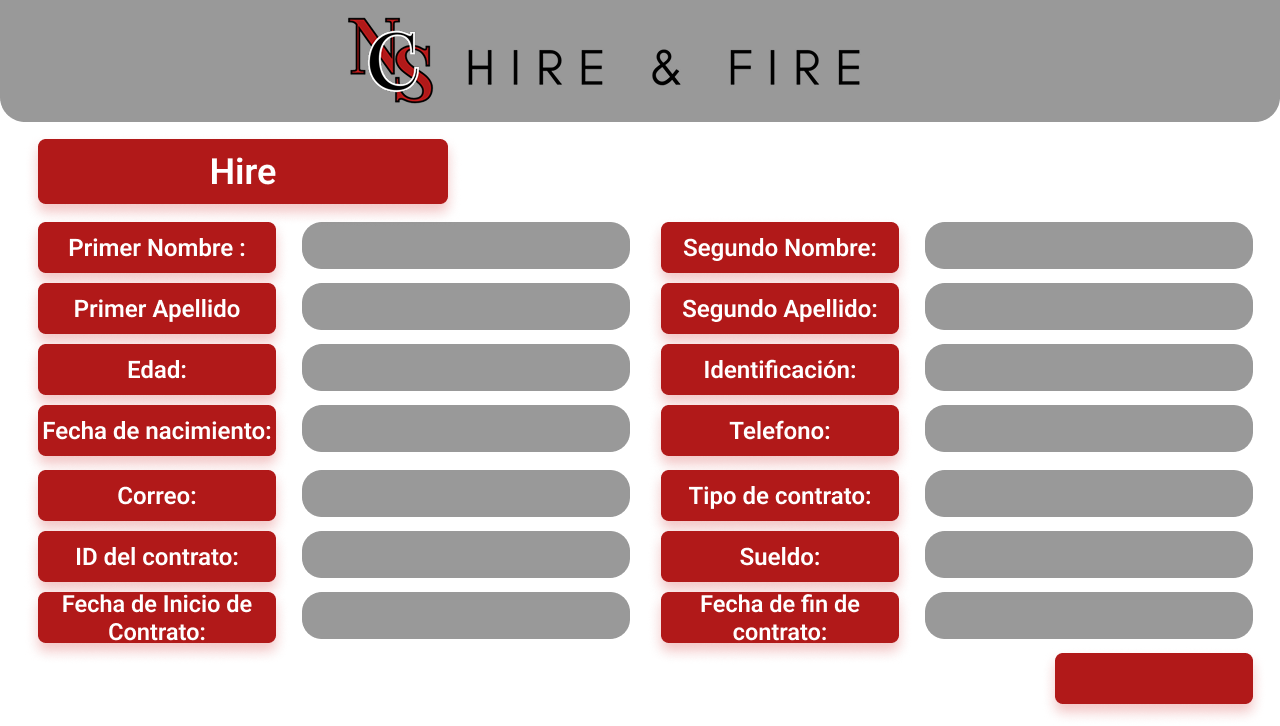 NCS HIRE & FIRE
Hire
Primer Nombre :
Segundo Nombre:
Primer Apellido
Segundo Apellido:
Edad:
Identificación:
Fecha de nacimiento:
Telefono:
Correo:
Tipo de contrato:
ID del contrato:
Sueldo:
Fecha de Inicio de
Contrato:
Fecha de fin de
contrato: